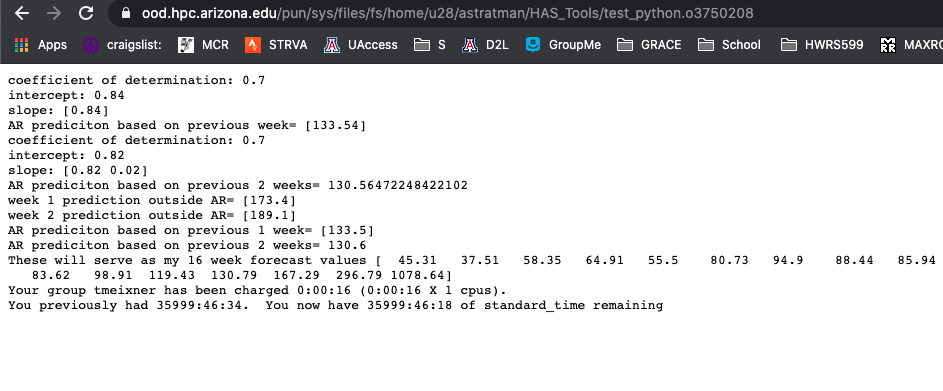 ood.hpc.arizona.edu/pun/sys/files/fs/home/u28/astratman/HAS_Tools/test_python.o3750208
Apps craigslist: MCR STRVA UAccess S D2L GroupMe GRACE School HWRS599 MAXRO
coefficient of determination: 0.7
intercept: 0.84
slope: [0.84]
AR prediciton based on previous week= [133.54]
coefficient of determination: 0.7
intercept: 0.82
slope: [0.82 0.02]
AR prediciton based on previous 2 weeks= 130.56472248422102
week 1 prediction outside AR= [173.4]
week 2 prediction outside AR= [189.1]
AR prediciton based on previous 1 week= [133.5]
AR prediciton based on previous 2 weeks= 130.6
These will serve as my 16 week forecast values [  45.31   37.51   58.35   64.91   55.5    80.73   94.9    88.44   85.94
83.62   98.91  119.43  130.79  167.29  296.79 1078.64]
Your group tmeixner has been charged 0:00:16 (0:00:16 X 1 cpus).
You previously had 35999:46:34.  You now have 35999:46:18 of standard_time remaining